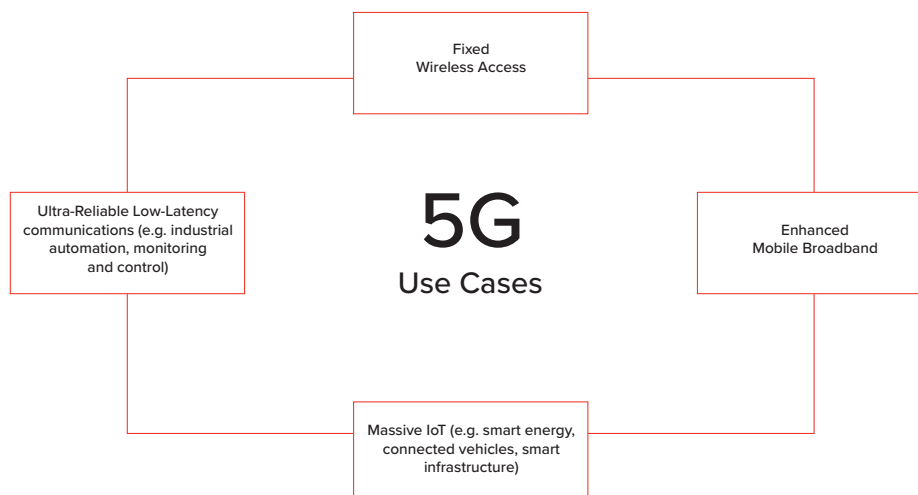 Fixed
Wireless Access
Ultra-Reliable Low-Latency
communications (e.g. industrial
automation, monitoring
and control)
5G
Use Cases
Enhanced
Mobile Broadband
Massive IoT (e.g. smart energy,
connected vehicles, smart
infrastructure)